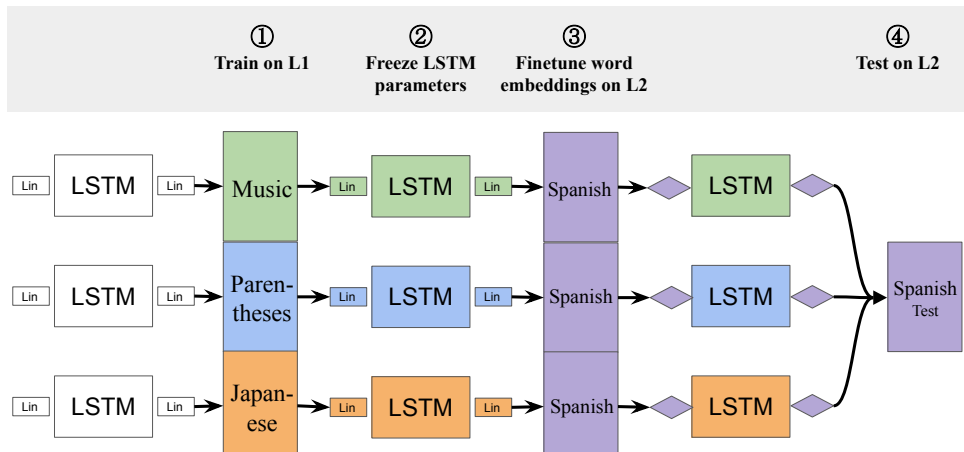 ① ② ③ ④
Train on L1 Freeze LSTM Finetune word Test on L2
parameters embeddings on L2
Lin LSTM Lin Music Lin LSTM Lin Spanish LSTM
Lin LSTM Lin Paren-
theses Lin LSTM Lin Spanish LSTM Spanish
Test
Lin LSTM Lin Japan-
ese Lin LSTM Lin Spanish LSTM